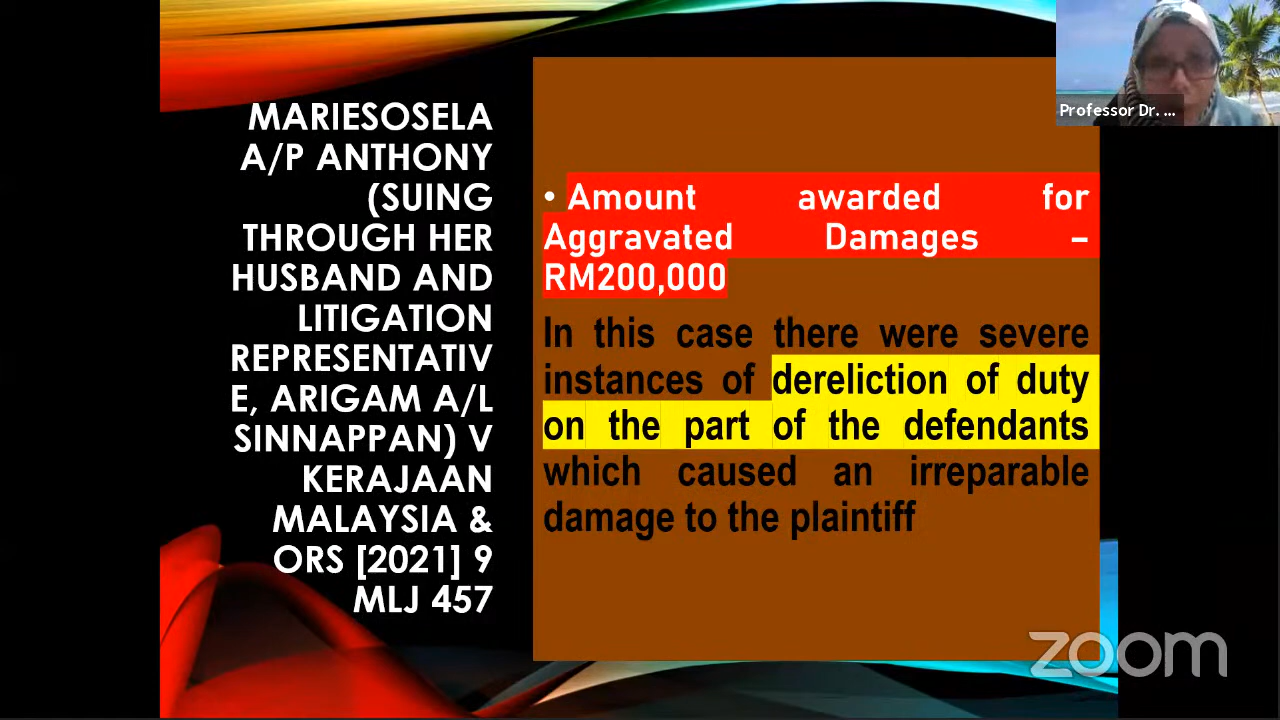 MARIESOSELA
A/P ANTHONY
(SUING
THROUGH HER
HUSBAND AND
LITIGATION
REPRESENTATIV
E, ARIGAM A/L
SINNAPPAN) V
KERAJAAN
MALAYSIA &
ORS [2021] 9
MLJ 457
• Amount awarded for
Aggravated Damages –
RM200,000
In this case there were severe
instances of dereliction of duty
on the part of the defendants
which caused an irreparable
damage to the plaintiff
Professor Dr. ...
zoom